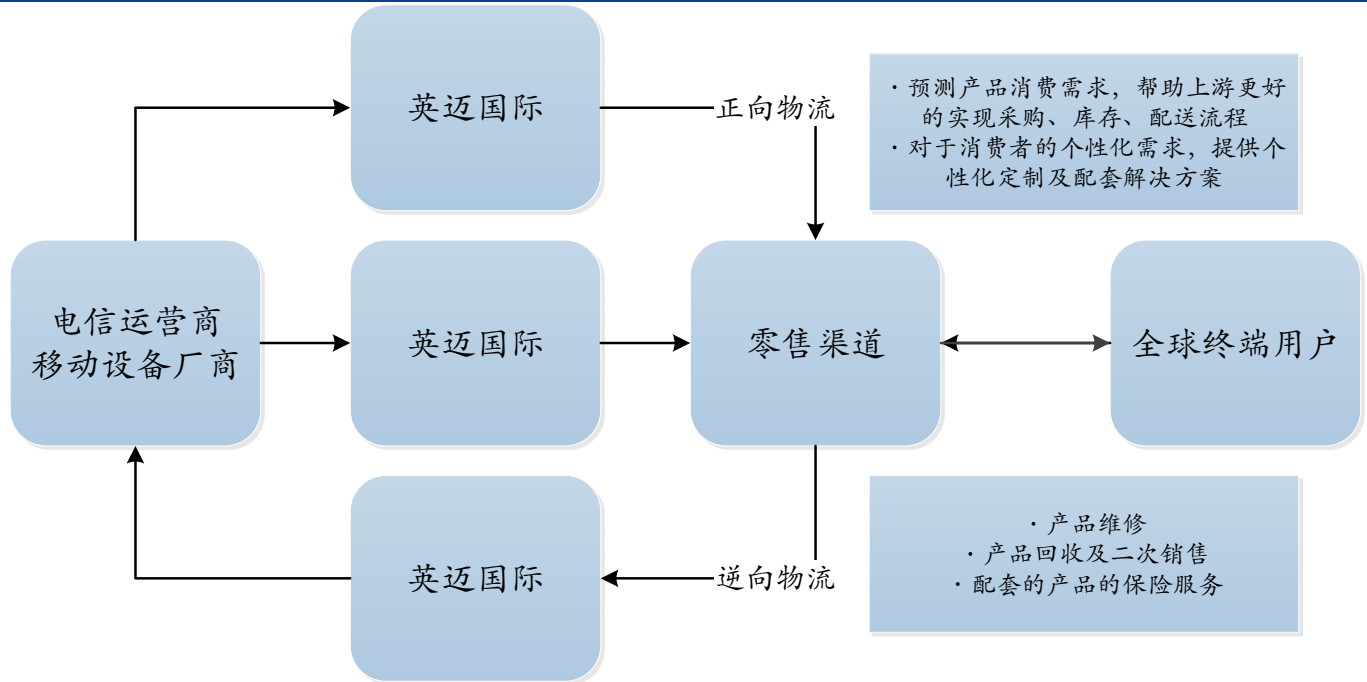 英迈国际
正向物流
· 预测产品消费需求，帮助上游更好
的实现采购、库存、配送流程
· 对于消费者的个性化需求，提供个
性化定制及配套解决方案
电信运营商
移动设备厂商
英迈国际
零售渠道
全球终端用户
英迈国际
逆向物流
· 产品维修
· 产品回收及二次销售
· 配套的产品的保险服务